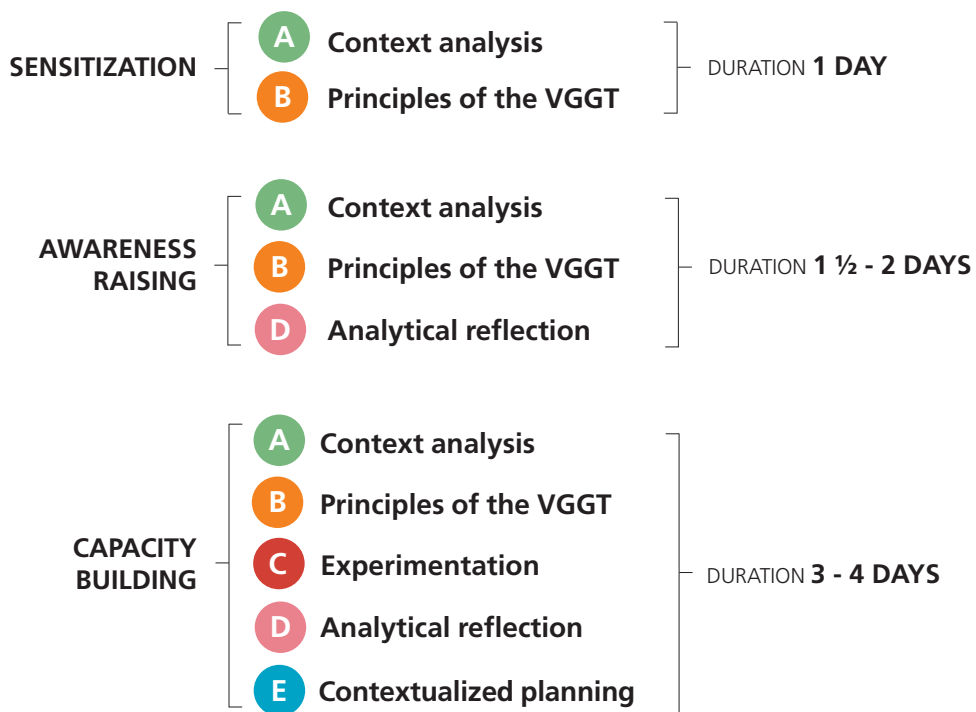 A Context analysis
SENSITIZATION
DURATION 1 DAY
B Principles of the VGGT
A Context analysis
AWARENESS
RAISING
B Principles of the VGGT
DURATION 1 ½ - 2 DAYS
D Analytical reflection
A Context analysis
B Principles of the VGGT
CAPACITY
BUILDING
C Experimentation
DURATION 3 - 4 DAYS
D Analytical reflection
E Contextualized planning